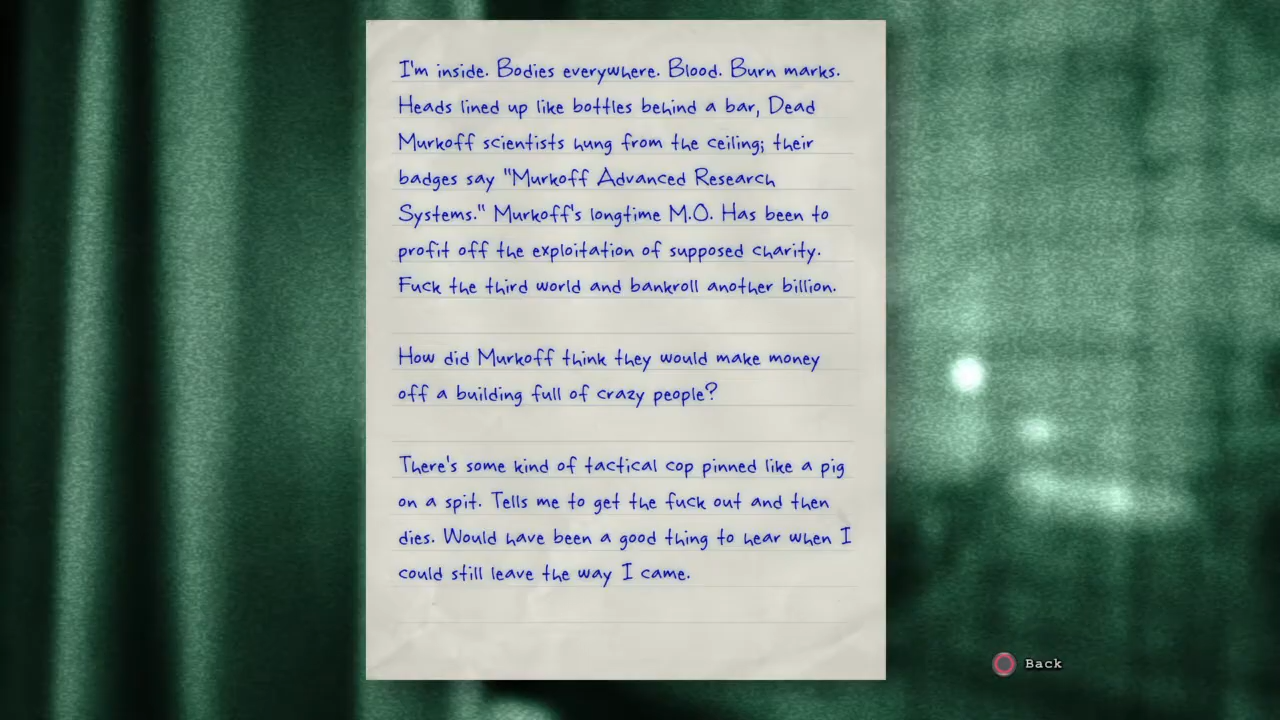 I'm inside. Bodies everywhere. Blood. Burn marks.
Heads lined up like bottles behind a bar, Dead
Murkoff scientists hung from the ceiling; their
badges say "Murkoff Advanced Research
Systems." Murkoff's longtime M.O. Has been to
profit off the exploitation of supposed charity.
Fuck the third world and bankroll another billion.
How did Murkoff think they would make money
off a building full of crazy people?
There's some kind of tactical cop pinned like a pig
on a spit. Tells me to get the fuck out and then
dies. Would have been a good thing to hear when I
could still leave the way I came.
Back